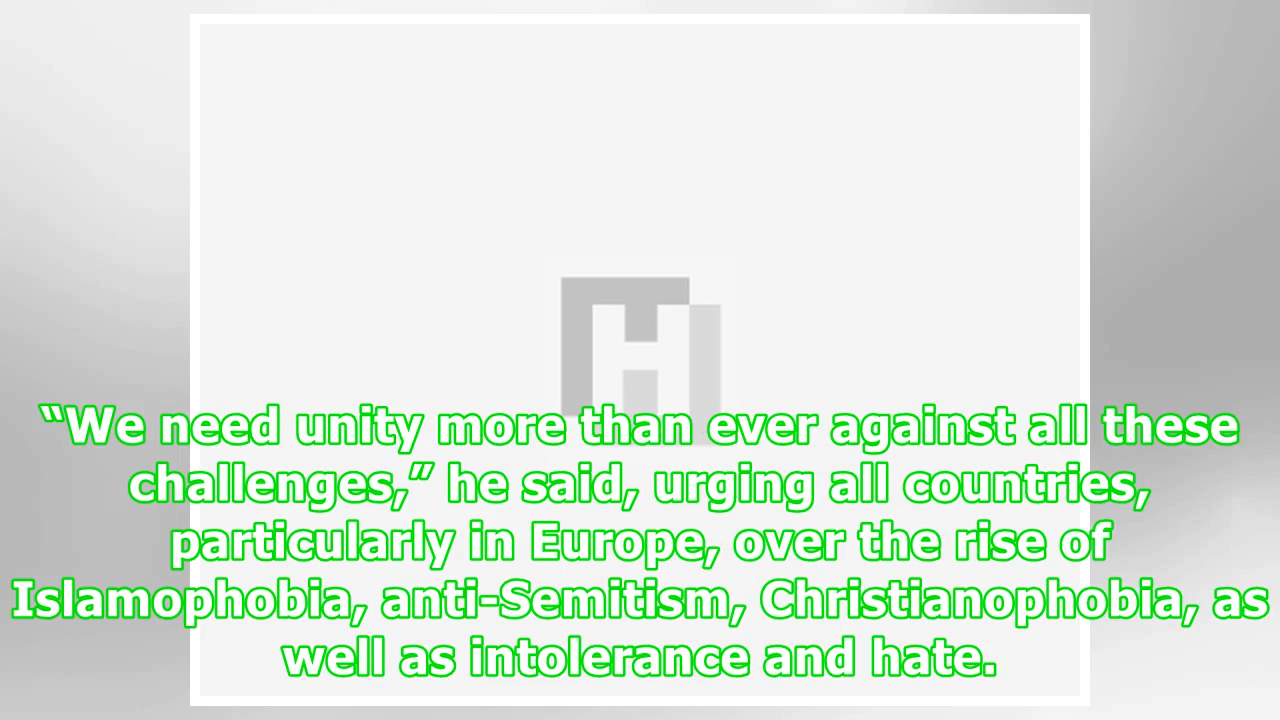 “We need unity more than ever against all these
challenges,” he said, urging all countries,
particularly in Europe, over the rise of
Islamophobia, anti-Semitism, Christianophobia, as
well as intolerance and hate.